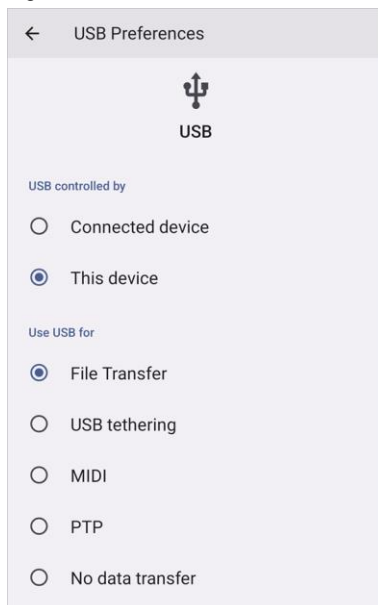 USB Preferences
USB
USB controlled by
Connected device
This device
Use USB for
File Transfer
USB tethering
MIDI
PTP
No data transfer